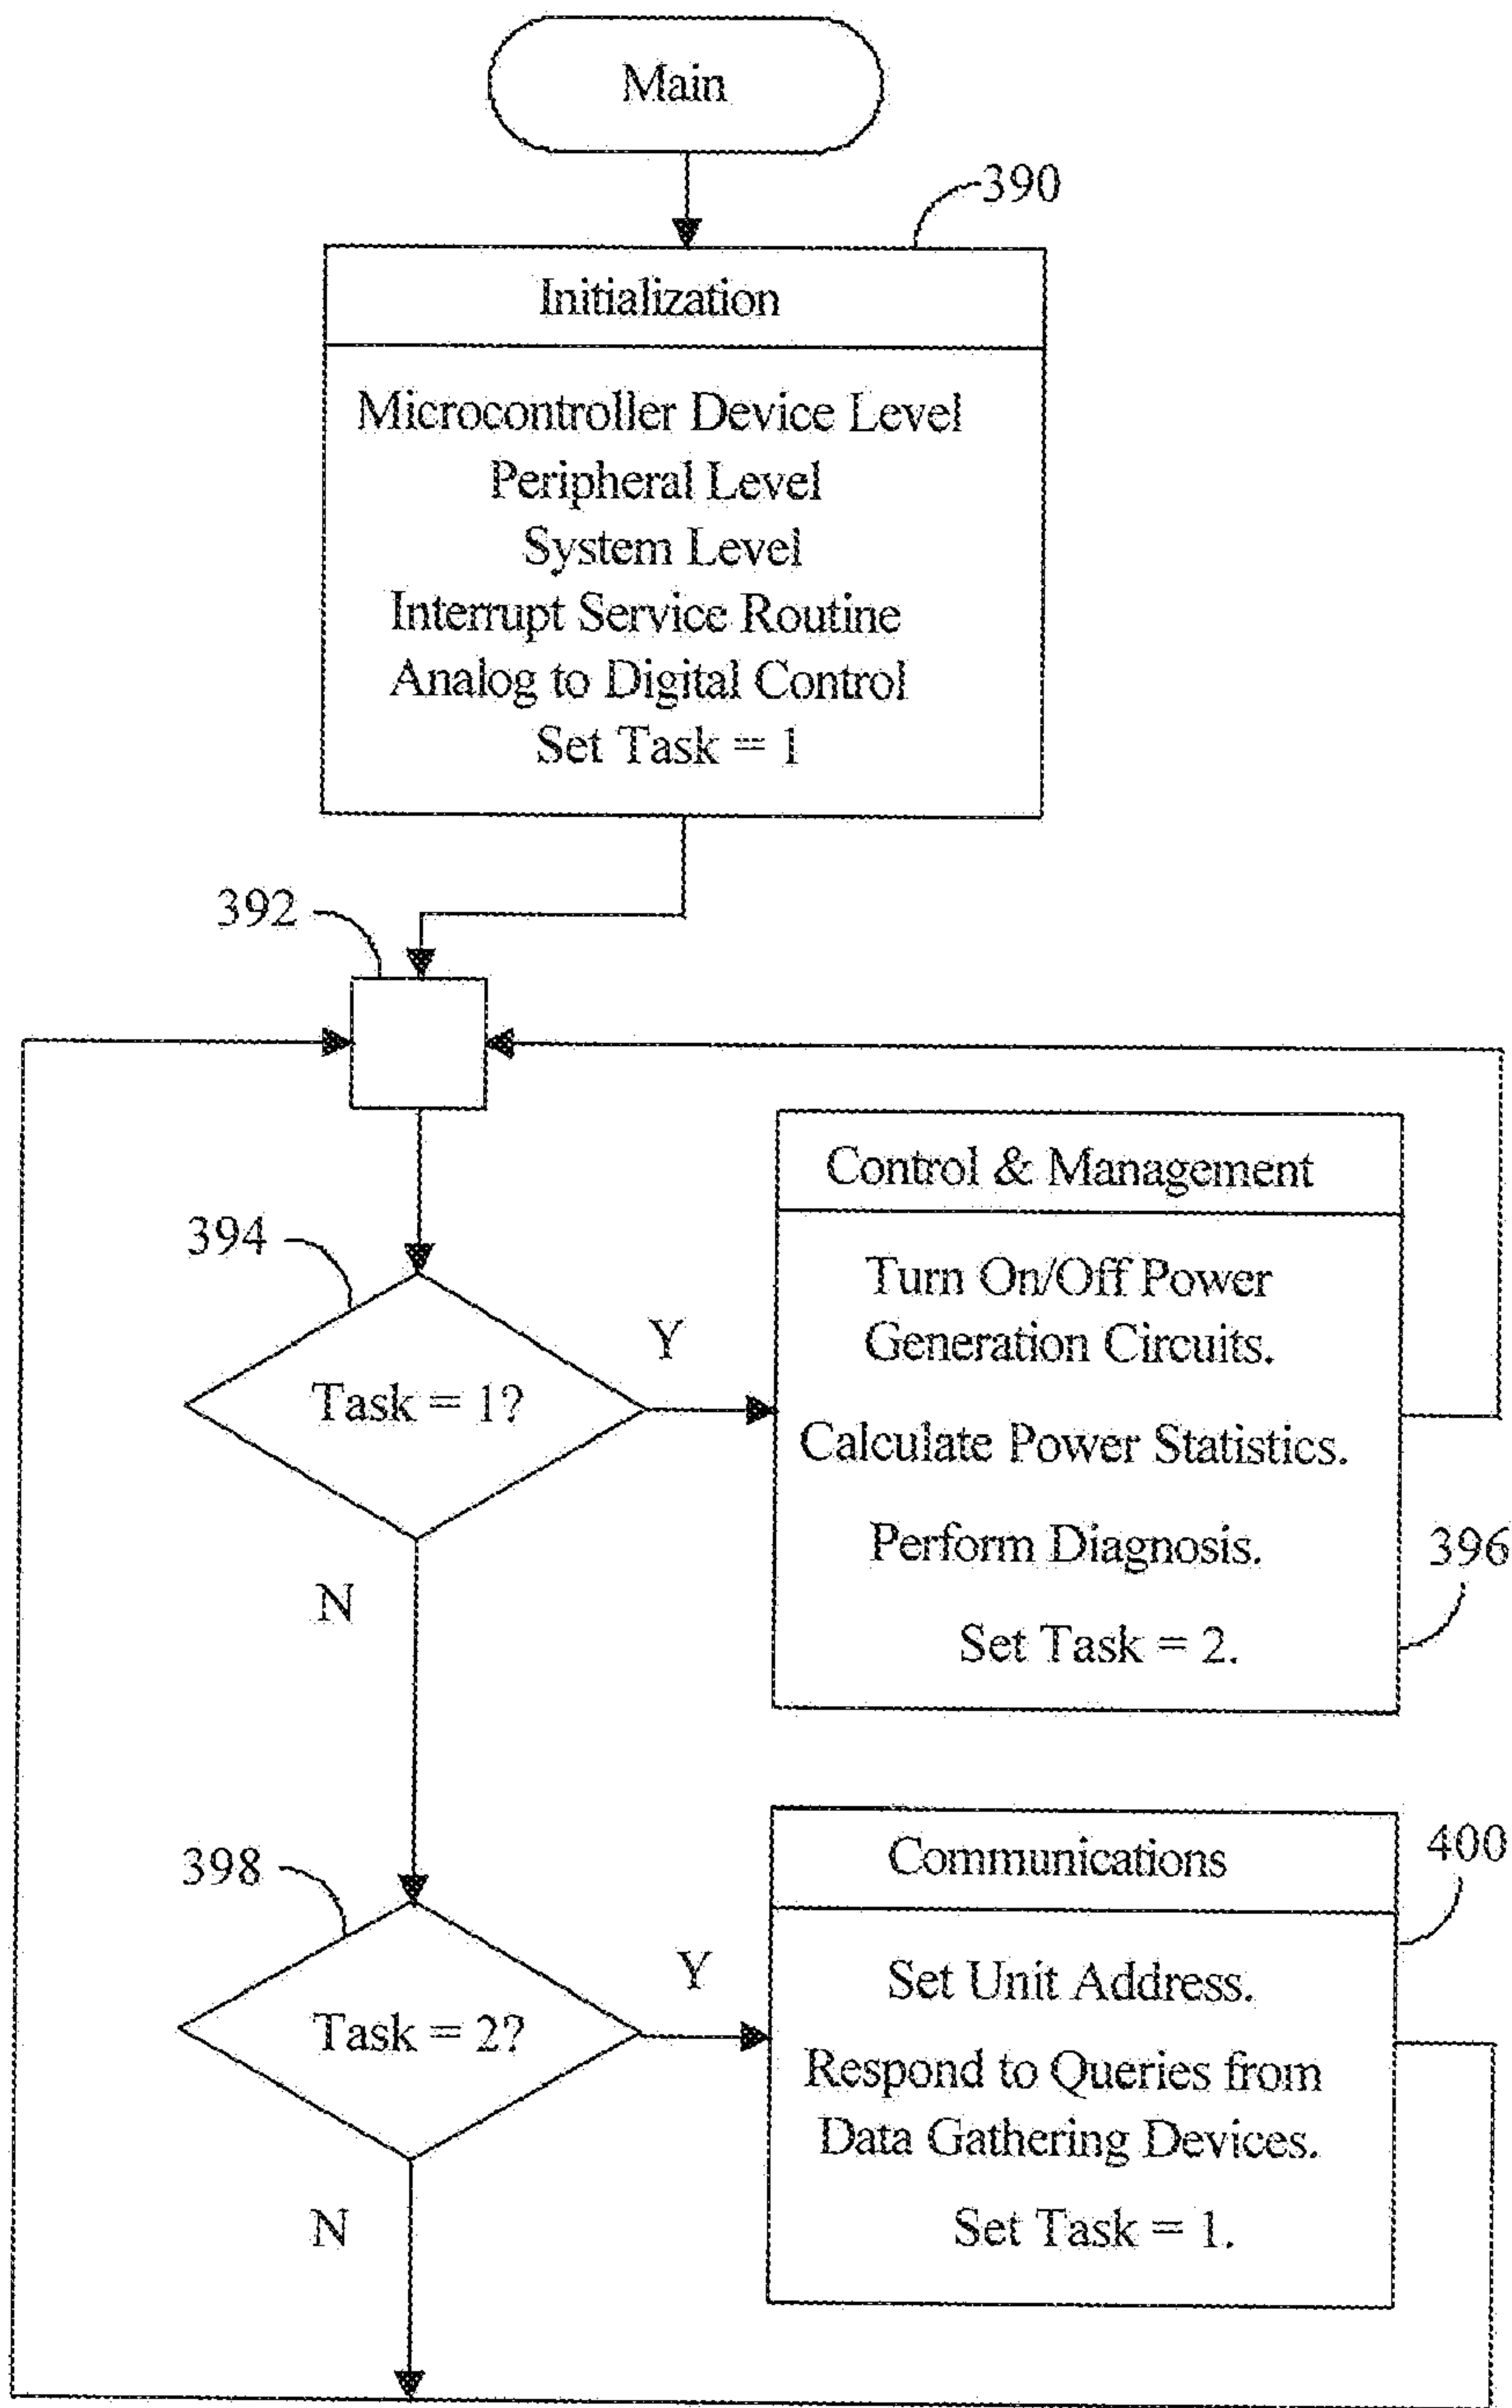 Main
390
Initialization
Microcontroller Device Level
Peripheral Level
System Level
Interrupt Service Routine
Analog to Digital Control
Set Task = 1
392
Control & Management
394
Turn On/Off Power
Generation Circuits.
Y
Task = 1?
Calculate Power Statistics.
Perform Diagnosis.
396
N
Set Task = 2.
Communications
400
398
Y
Set Unit Address.
Task = 2?
Respond to Queries from
Data Gathering Devices.
N
Set Task = 1.